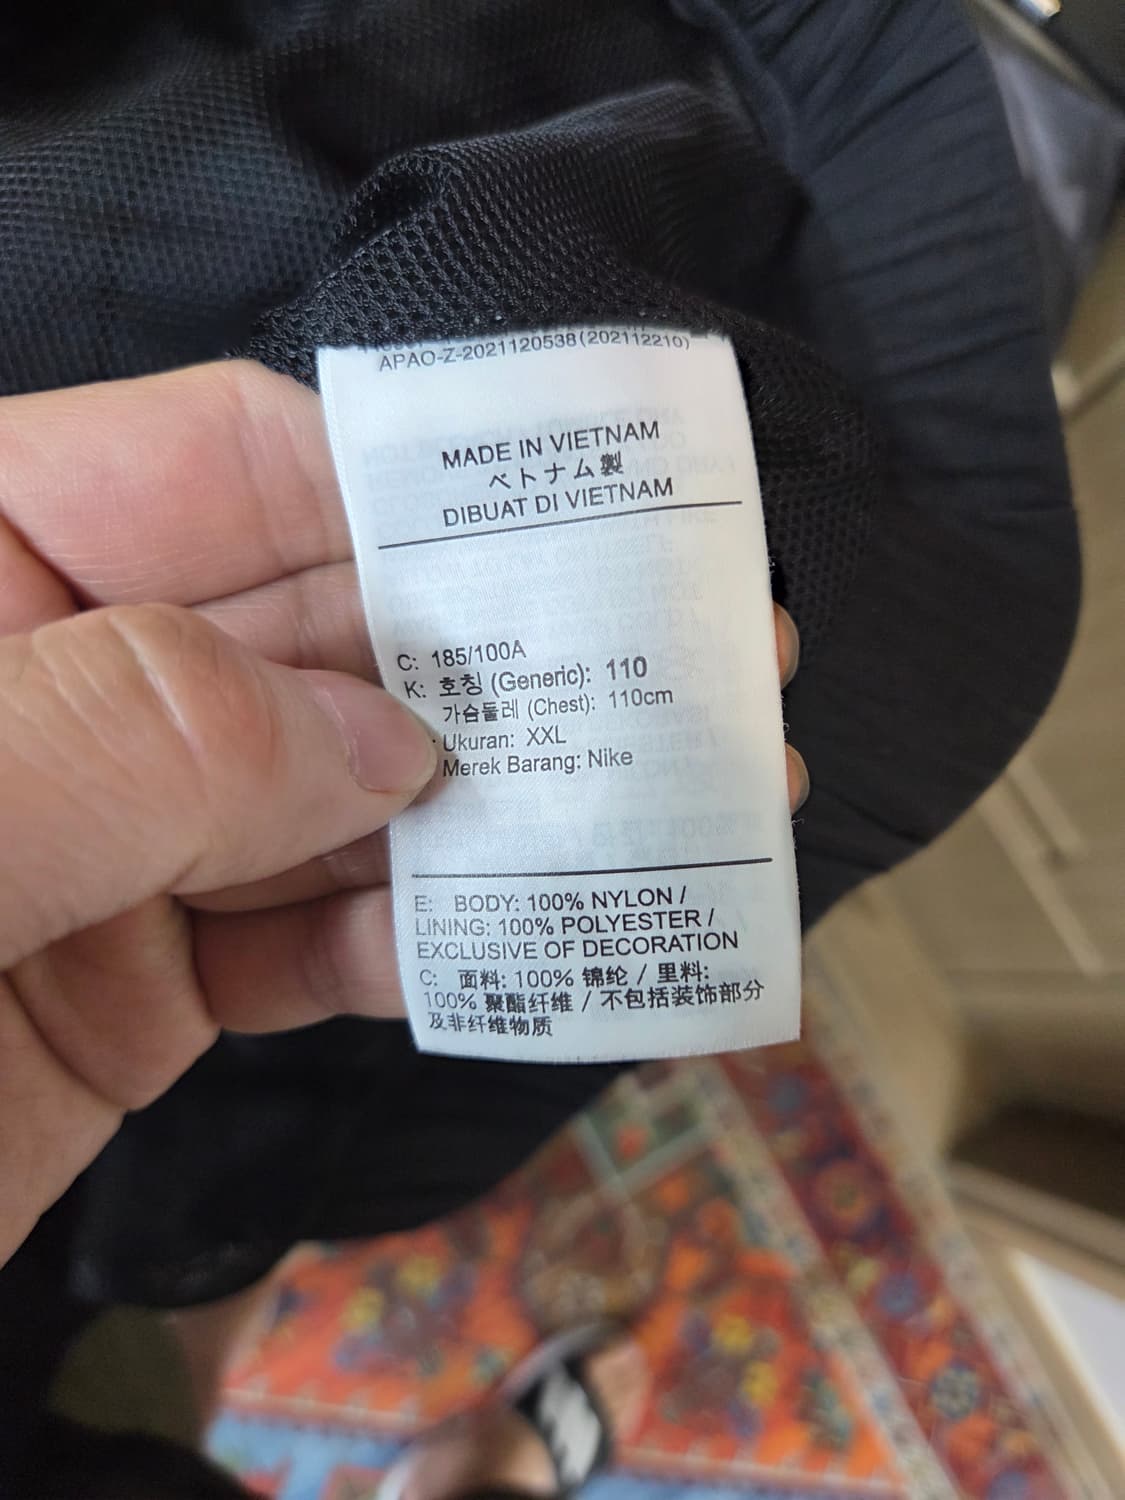 APAO-Z-2021120538(202112210)
MADE IN VIETNAM
ベトナム製
DIBUAT DI VIETNAM
C: 185/100A
K: 호칭 (Generic): 110
가슴둘레 (Chest): 110cm
Ukuran: XXL
Merek Barang: Nike
E: BODY: 100% NYLON /
LINING: 100% POLYESTER /
EXCLUSIVE OF DECORATION
C: 面料: 100% 锦纶 / 里料:
100% 聚酯纤维 / 不包括装饰部分
及非纤维物质